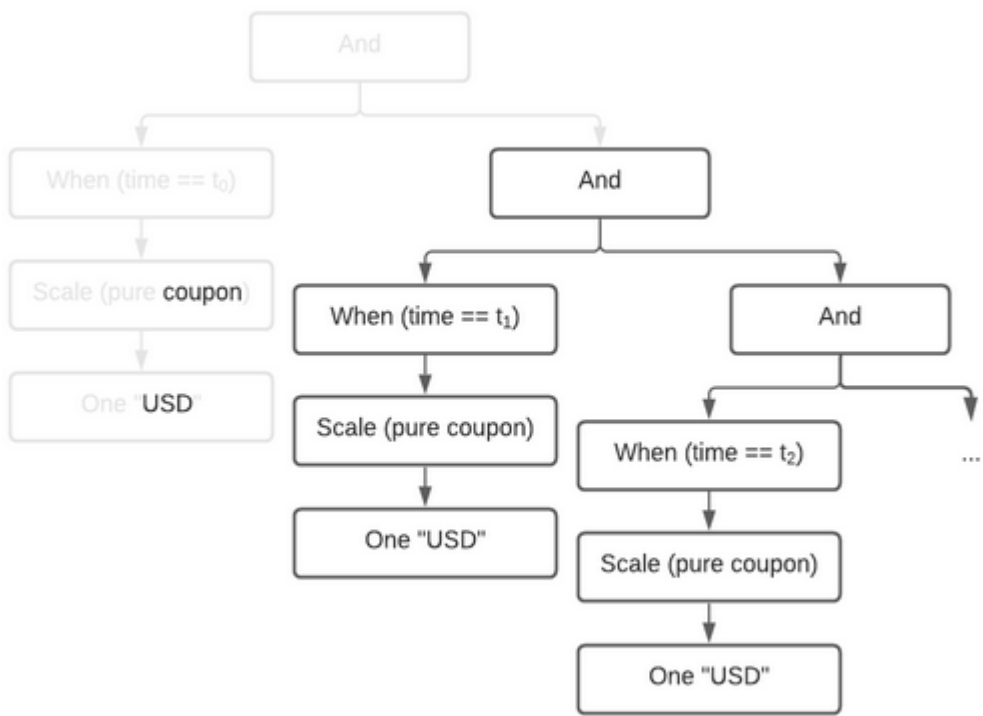 And
When (time == t₀)
And
Scale (pure coupon)
When (time == t₁)
And
One "USD"
Scale (pure coupon)
When (time == t₂)
...
One "USD"
Scale (pure coupon)
One "USD"